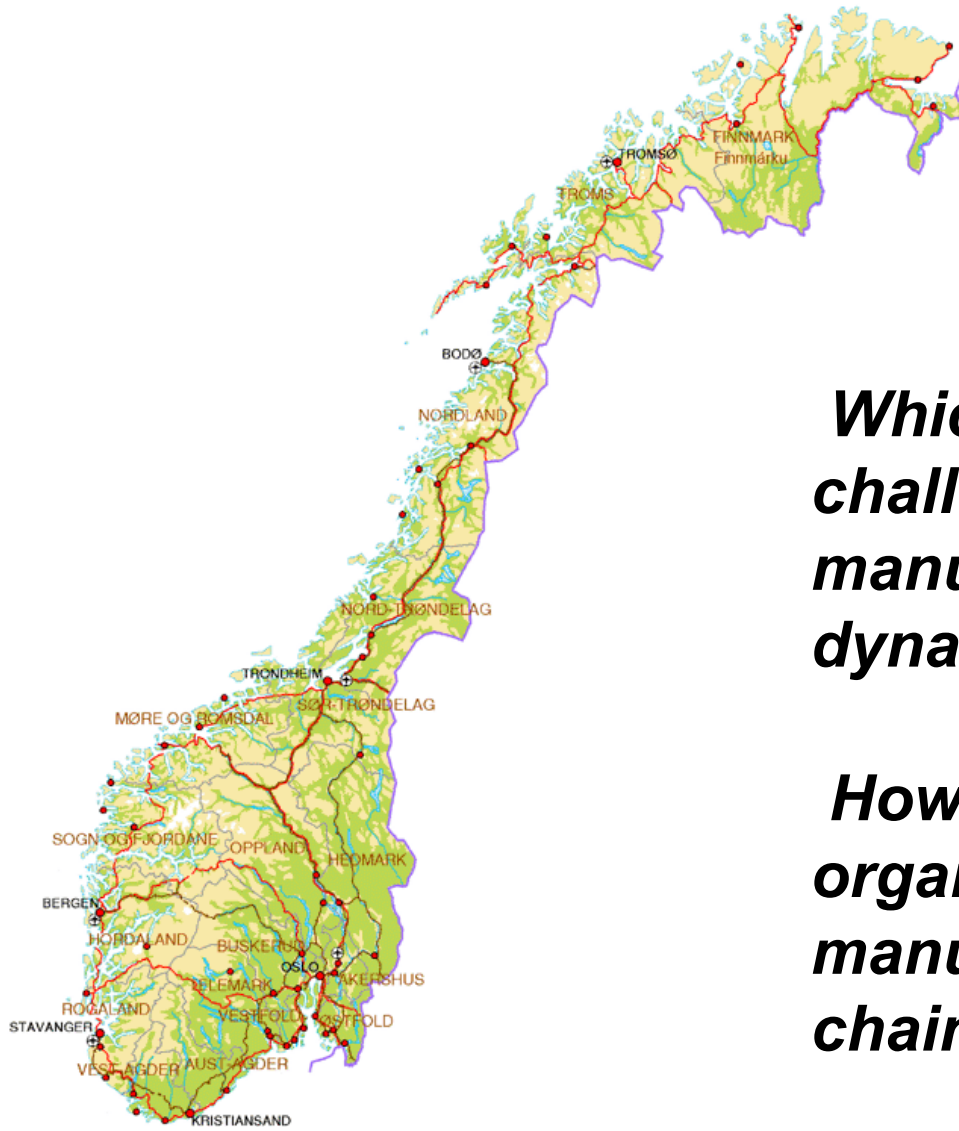 FINNMARK
Finnmárku
TROMSØ
TROMS
BODØ
NORDLAND
NORD-TRØNDELAG
TRONDHEIM
SØR-TRØNDELAG
MØRE OG ROMSDAL
SOGN OG FJORDANE
OPPLAND
HEDMARK
BERGEN
HORDALAND
BUSKERUD
OSLO
AKERSHUS
TELEMARK
ROGALAND
VESTFOLD
ØSTFOLD
STAVANGER
VEST-AGDER
AUST-AGDER
KRISTIANSAND
Whic
chall
manu
dyna
How
orga
manu
chain